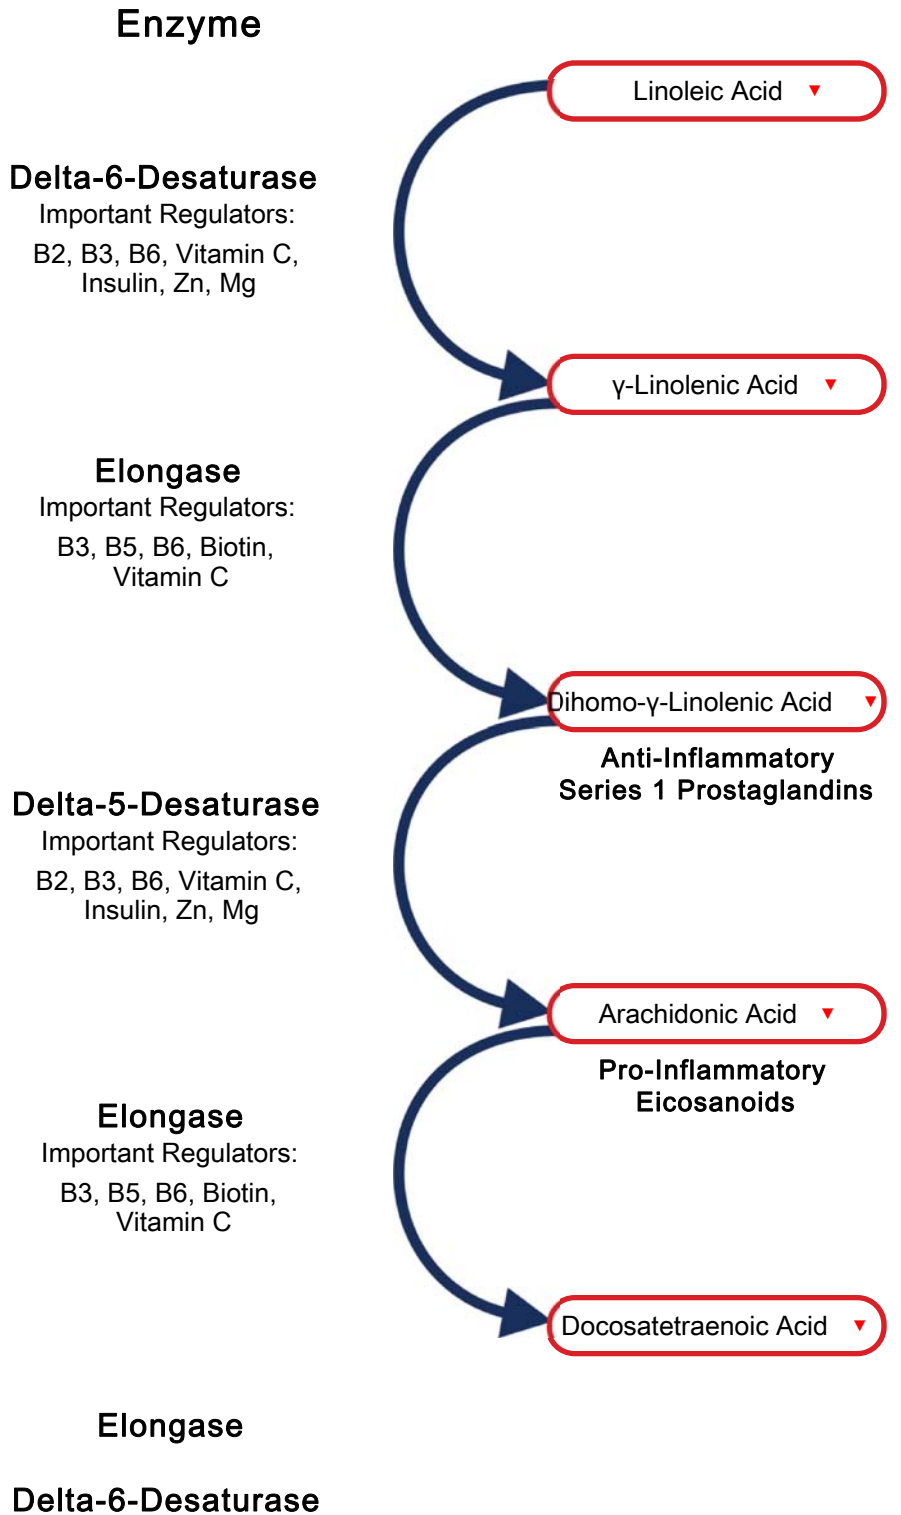 Enzyme
Linoleic Acid ▼
Delta-6-Desaturase
Important Regulators:
B2, B3, B6, Vitamin C,
Insulin, Zn, Mg
γ-Linolenic Acid ▼
Elongase
Important Regulators:
B3, B5, B6, Biotin,
Vitamin C
Dihomo-γ-Linolenic Acid ▼
Anti-Inflammatory
Series 1 Prostaglandins
Delta-5-Desaturase
Important Regulators:
B2, B3, B6, Vitamin C,
Insulin, Zn, Mg
Arachidonic Acid ▼
Pro-Inflammatory
Eicosanoids
Elongase
Important Regulators:
B3, B5, B6, Biotin,
Vitamin C
Docosatetraenoic Acid ▼
Elongase
Delta-6-Desaturase